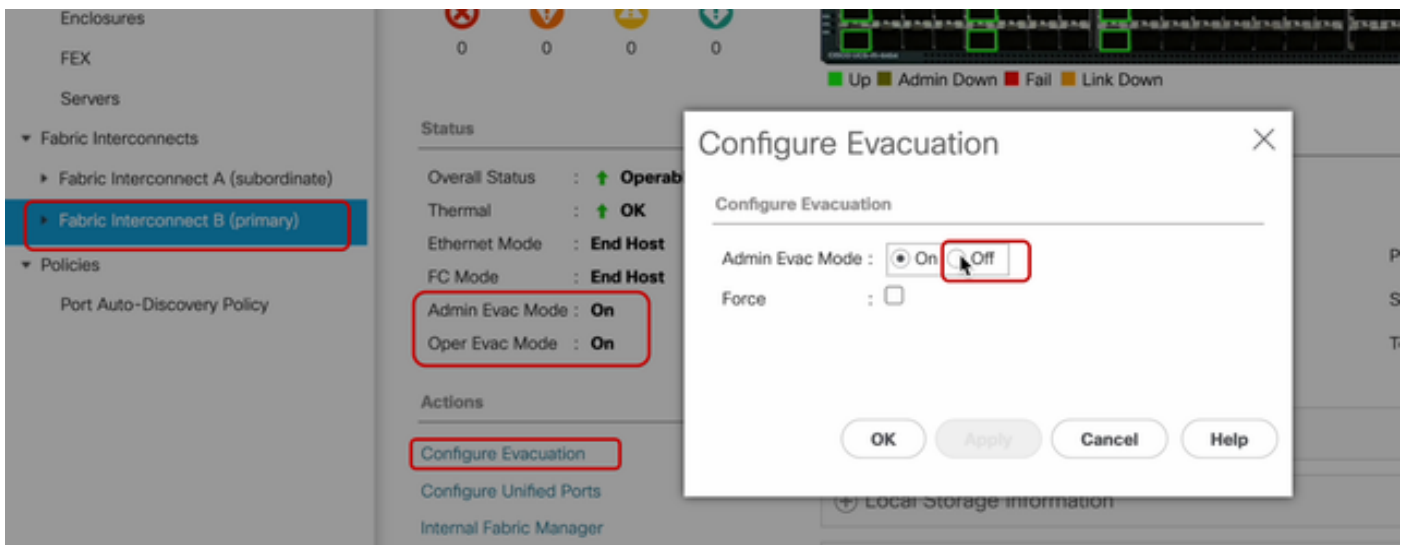 Enclosures
FEX
Servers
Fabric Interconnects
Fabric Interconnect A (subordinate)
Fabric Interconnect B (primary)
Policies
Port Auto-Discovery Policy
0 0 0 0
Up Admin Down Fail Link Down
Status
Overall Status : Operab
Thermal : OK
Ethernet Mode : End Host
FC Mode : End Host
Admin Evac Mode : On
Oper Evac Mode : On
Actions
Configure Evacuation
Configure Unified Ports
Internal Fabric Manager
Configure Evacuation
Configure Evacuation
Admin Evac Mode : On Off
Force :
OK Apply Cancel Help
P
S
T
Local Storage Information